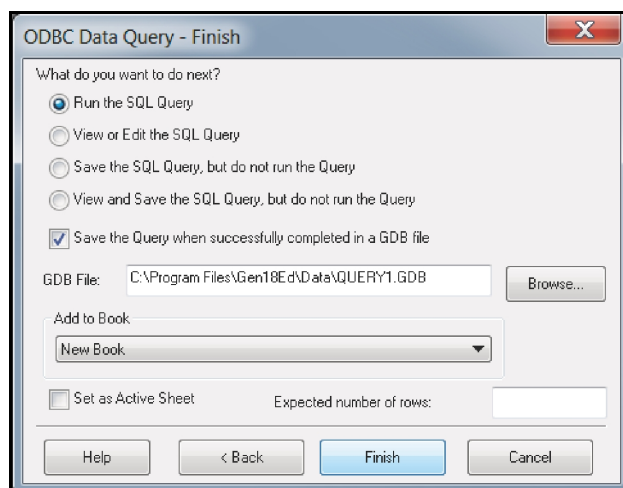 ODBC Data Query - Finish
What do you want to do next?
Run the SQL Query
View or Edit the SQL Query
Save the SQL Query, but do not run the Query
View and Save the SQL Query, but do not run the Query
Save the Query when successfully completed in a GDB file
GDB File: C:\Program Files\Gen18Ed\Data\QUERY1.GDB Browse...
Add to Book
New Book
Set as Active Sheet Expected number of rows:
Help < Back Finish Cancel